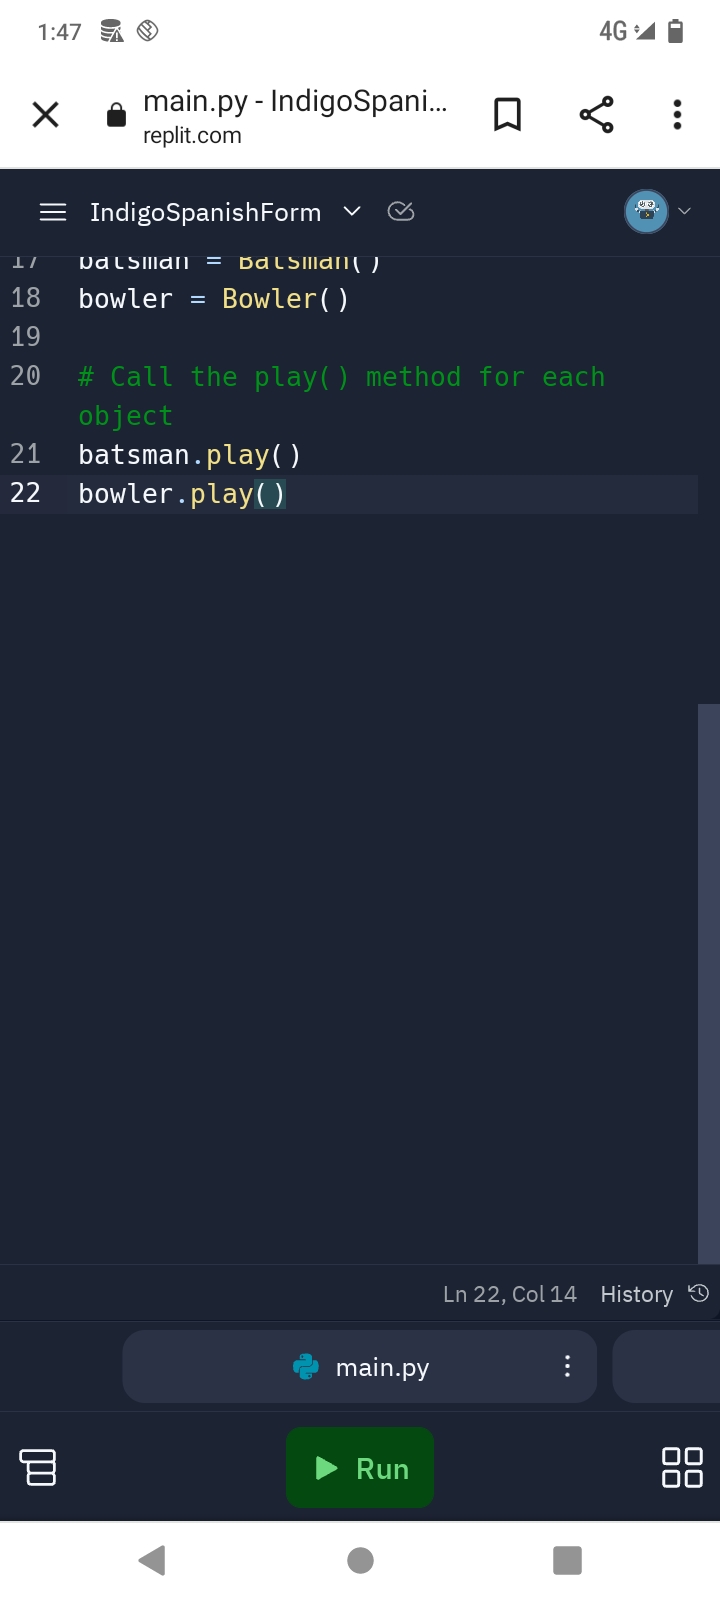 1:47
4G
main.py - IndigoSpani...
replit.com
IndigoSpanishForm
17 batsman = Batsman()
18 bowler = Bowler()
19
20 # Call the play() method for each
object
21 batsman.play()
22 bowler.play()
Ln 22, Col 14 History
main.py
Run